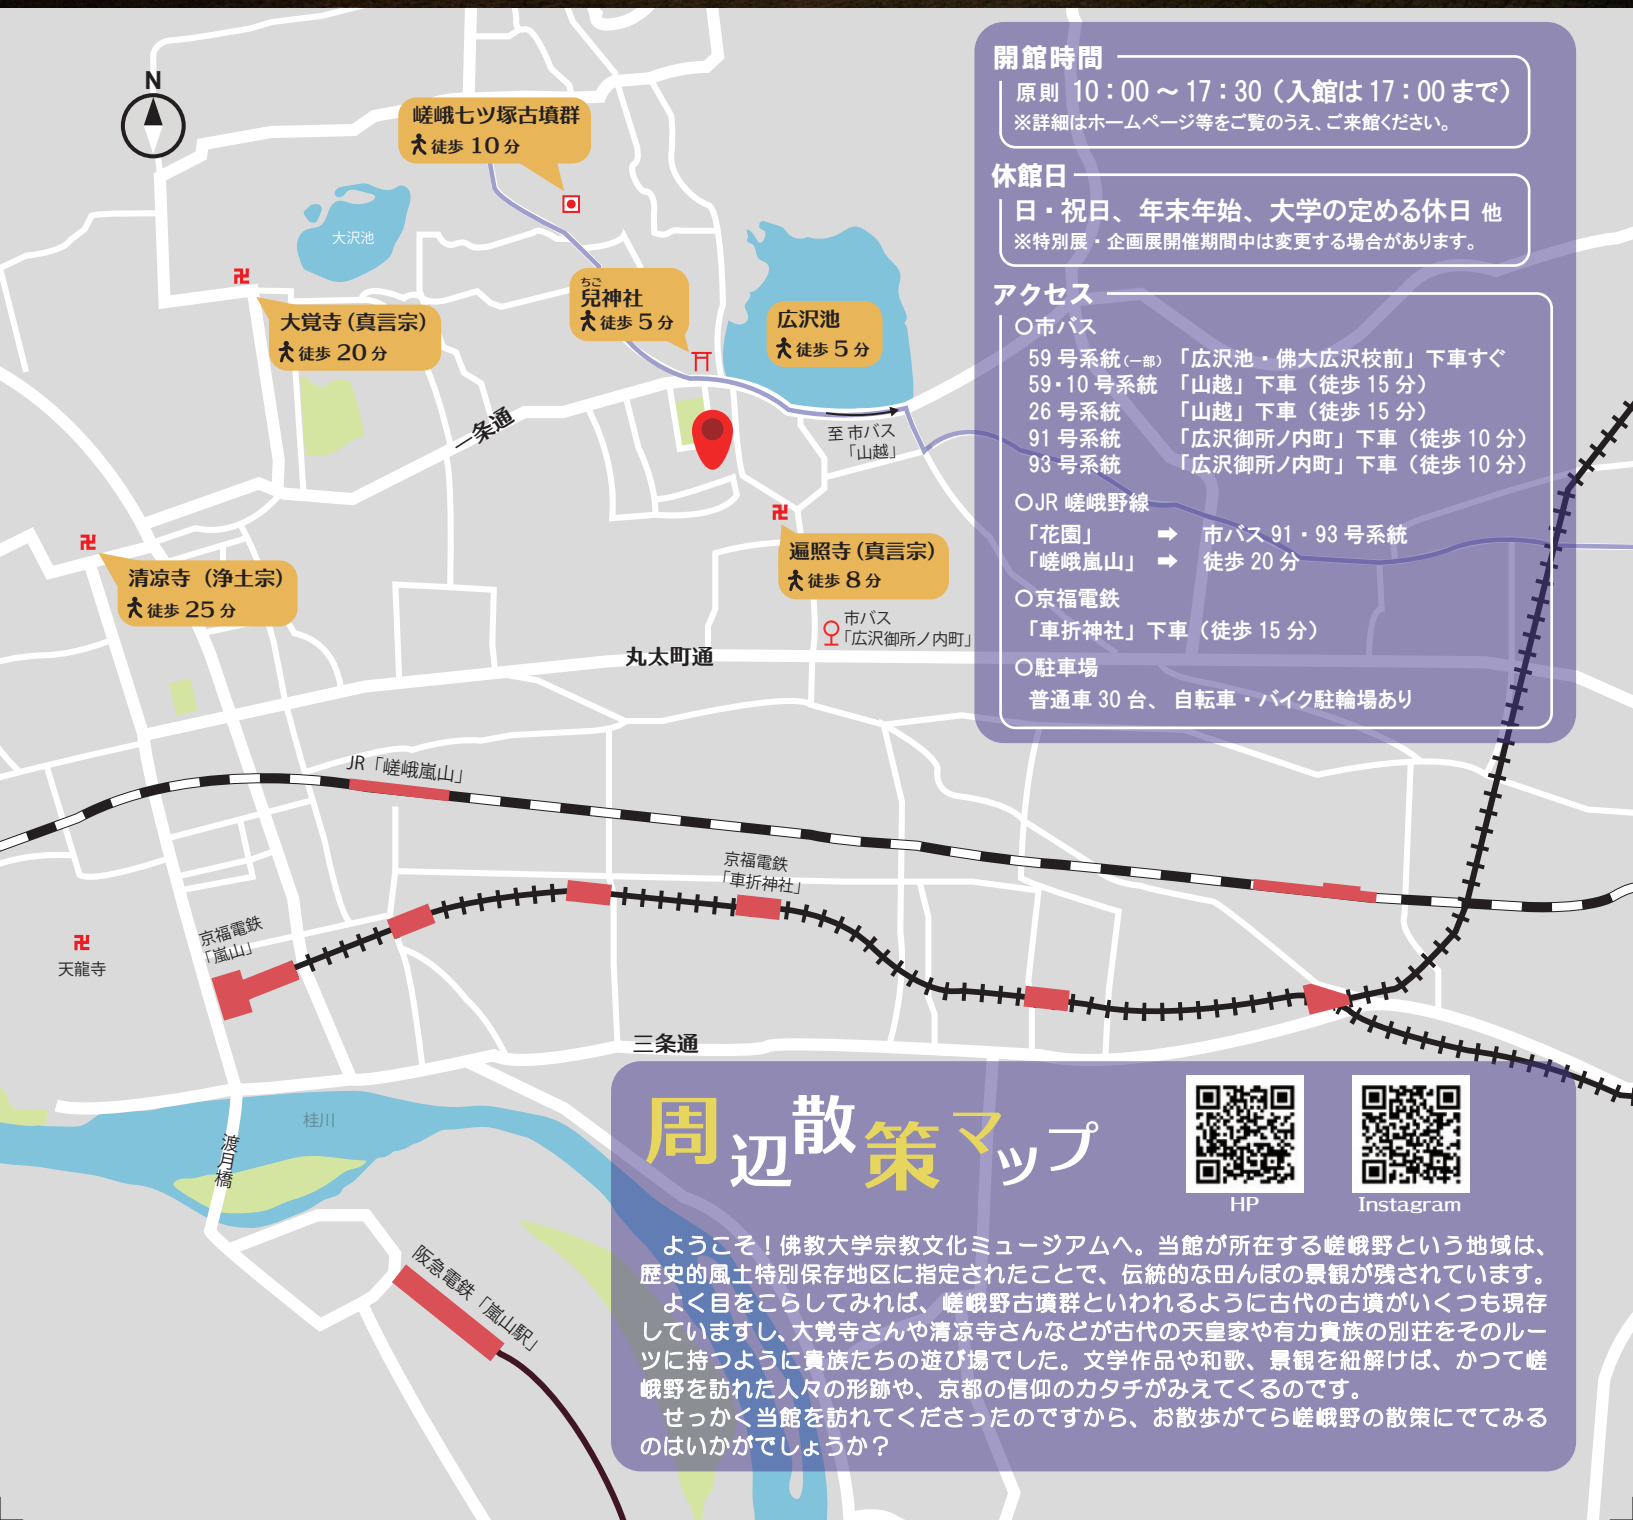 N
嵯峨七ツ塚古墳群
徒歩 10 分
大沢池
大覚寺（真言宗）
徒歩 20 分
ちご
兒神社
徒歩 5 分
広沢池
徒歩 5 分
一条通
至 市バス
「山越」
清凉寺（浄土宗）
徒歩 25 分
遍照寺（真言宗）
徒歩 8 分
市バス
「広沢御所ノ内町」
丸太町通
JR「嵯峨嵐山」
京福電鉄
「車折神社」
京福電鉄
「嵐山」
天龍寺
三条通
桂川
渡月橋
阪急電鉄「嵐山駅」
開館時間
原則 10：00 ～ 17：30（入館は 17：00 まで）
※詳細はホームページ等をご覧のうえ、ご来館ください。
休館日
日・祝日、年末年始、大学の定める休日 他
※特別展・企画展開催期間中は変更する場合があります。
アクセス
○市バス
59 号系統(一部) 「広沢池・佛大広沢校前」下車すぐ
59・10 号系統 「山越」下車（徒歩 15 分）
26 号系統 「山越」下車（徒歩 15 分）
91 号系統 「広沢御所ノ内町」下車（徒歩 10 分）
93 号系統 「広沢御所ノ内町」下車（徒歩 10 分）
○JR 嵯峨野線
「花園」 ➡ 市バス 91・93 号系統
「嵯峨嵐山」 ➡ 徒歩 20 分
○京福電鉄
「車折神社」下車（徒歩 15 分）
○駐車場
普通車 30 台、自転車・バイク駐輪場あり
周辺散策マップ
HP
Instagram
ようこそ！佛教大学宗教文化ミュージアムへ。当館が所在する嵯峨野という地域は、
歴史的風土特別保存地区に指定されたことで、伝統的な田んぼの景観が残されています。
よく目をこらしてみれば、嵯峨野古墳群といわれるように古代の古墳がいくつも現存
していますし、大覚寺さんや清凉寺さんなどが古代の天皇家や有力貴族の別荘をそのルー
ツに持つように貴族たちの遊び場でした。文学作品や和歌、景観を紐解けば、かつて嵯
峨野を訪れた人々の形跡や、京都の信仰のカタチがみえてくるのです。
せっかく当館を訪れてくださったのですから、お散歩がてら嵯峨野の散策にでてみる
のはいかがでしょうか？